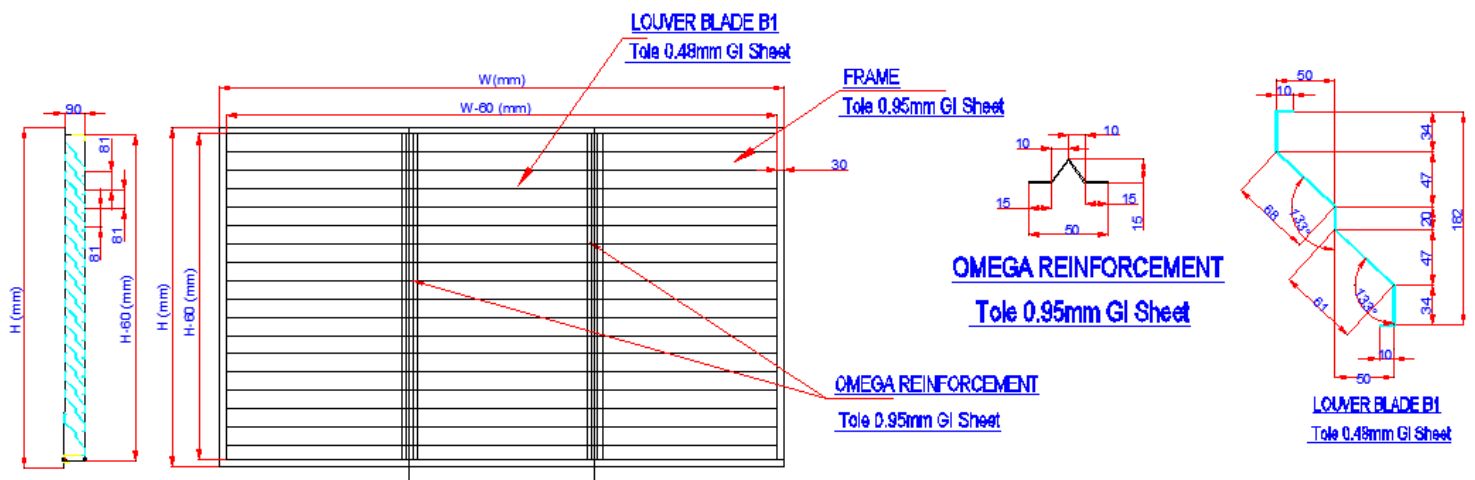 LOUVER BLADE B1
Tole 0.48mm GI Sheet
FRAME
Tole 0.95mm GI Sheet
W(mm)
W-60 (mm)
90
81
81
81
H (mm)
H-60 (mm)
H (mm)
H-60 (mm)
30
10
10
15
15
15
50
OMEGA REINFORCEMENT
Tole 0.95mm GI Sheet
OMEGA REINFORCEMENT
Tole 0.95mm GI Sheet
50
10
34
47
20
47
34
182
68
133°
61
133°
10
50
LOUVER BLADE B1
Tole 0.48mm GI Sheet